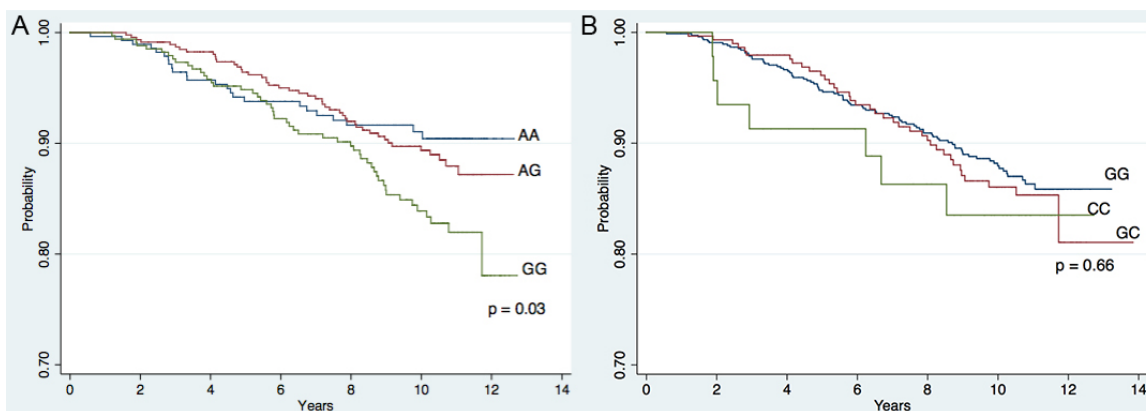 A
Probability
1.00
0.90
0.80
0.70
AA
AG
GG
p = 0.03
0 2 4 6 8 10 12 14
Years
B
Probability
1.00
0.90
0.80
0.70
GG
CC
GC
p = 0.66
0 2 4 6 8 10 12 14
Years